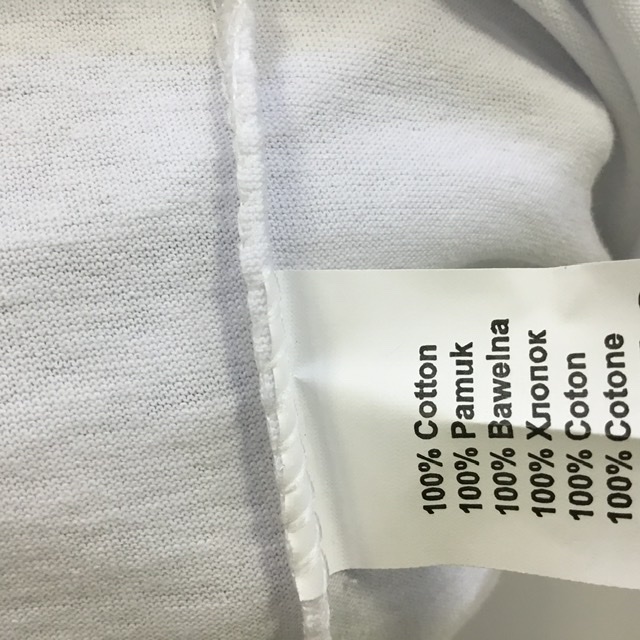 100% Cotton
100% Pamuk
100% Bawelna
100% Хлопок
100% Coton
100% Cotone